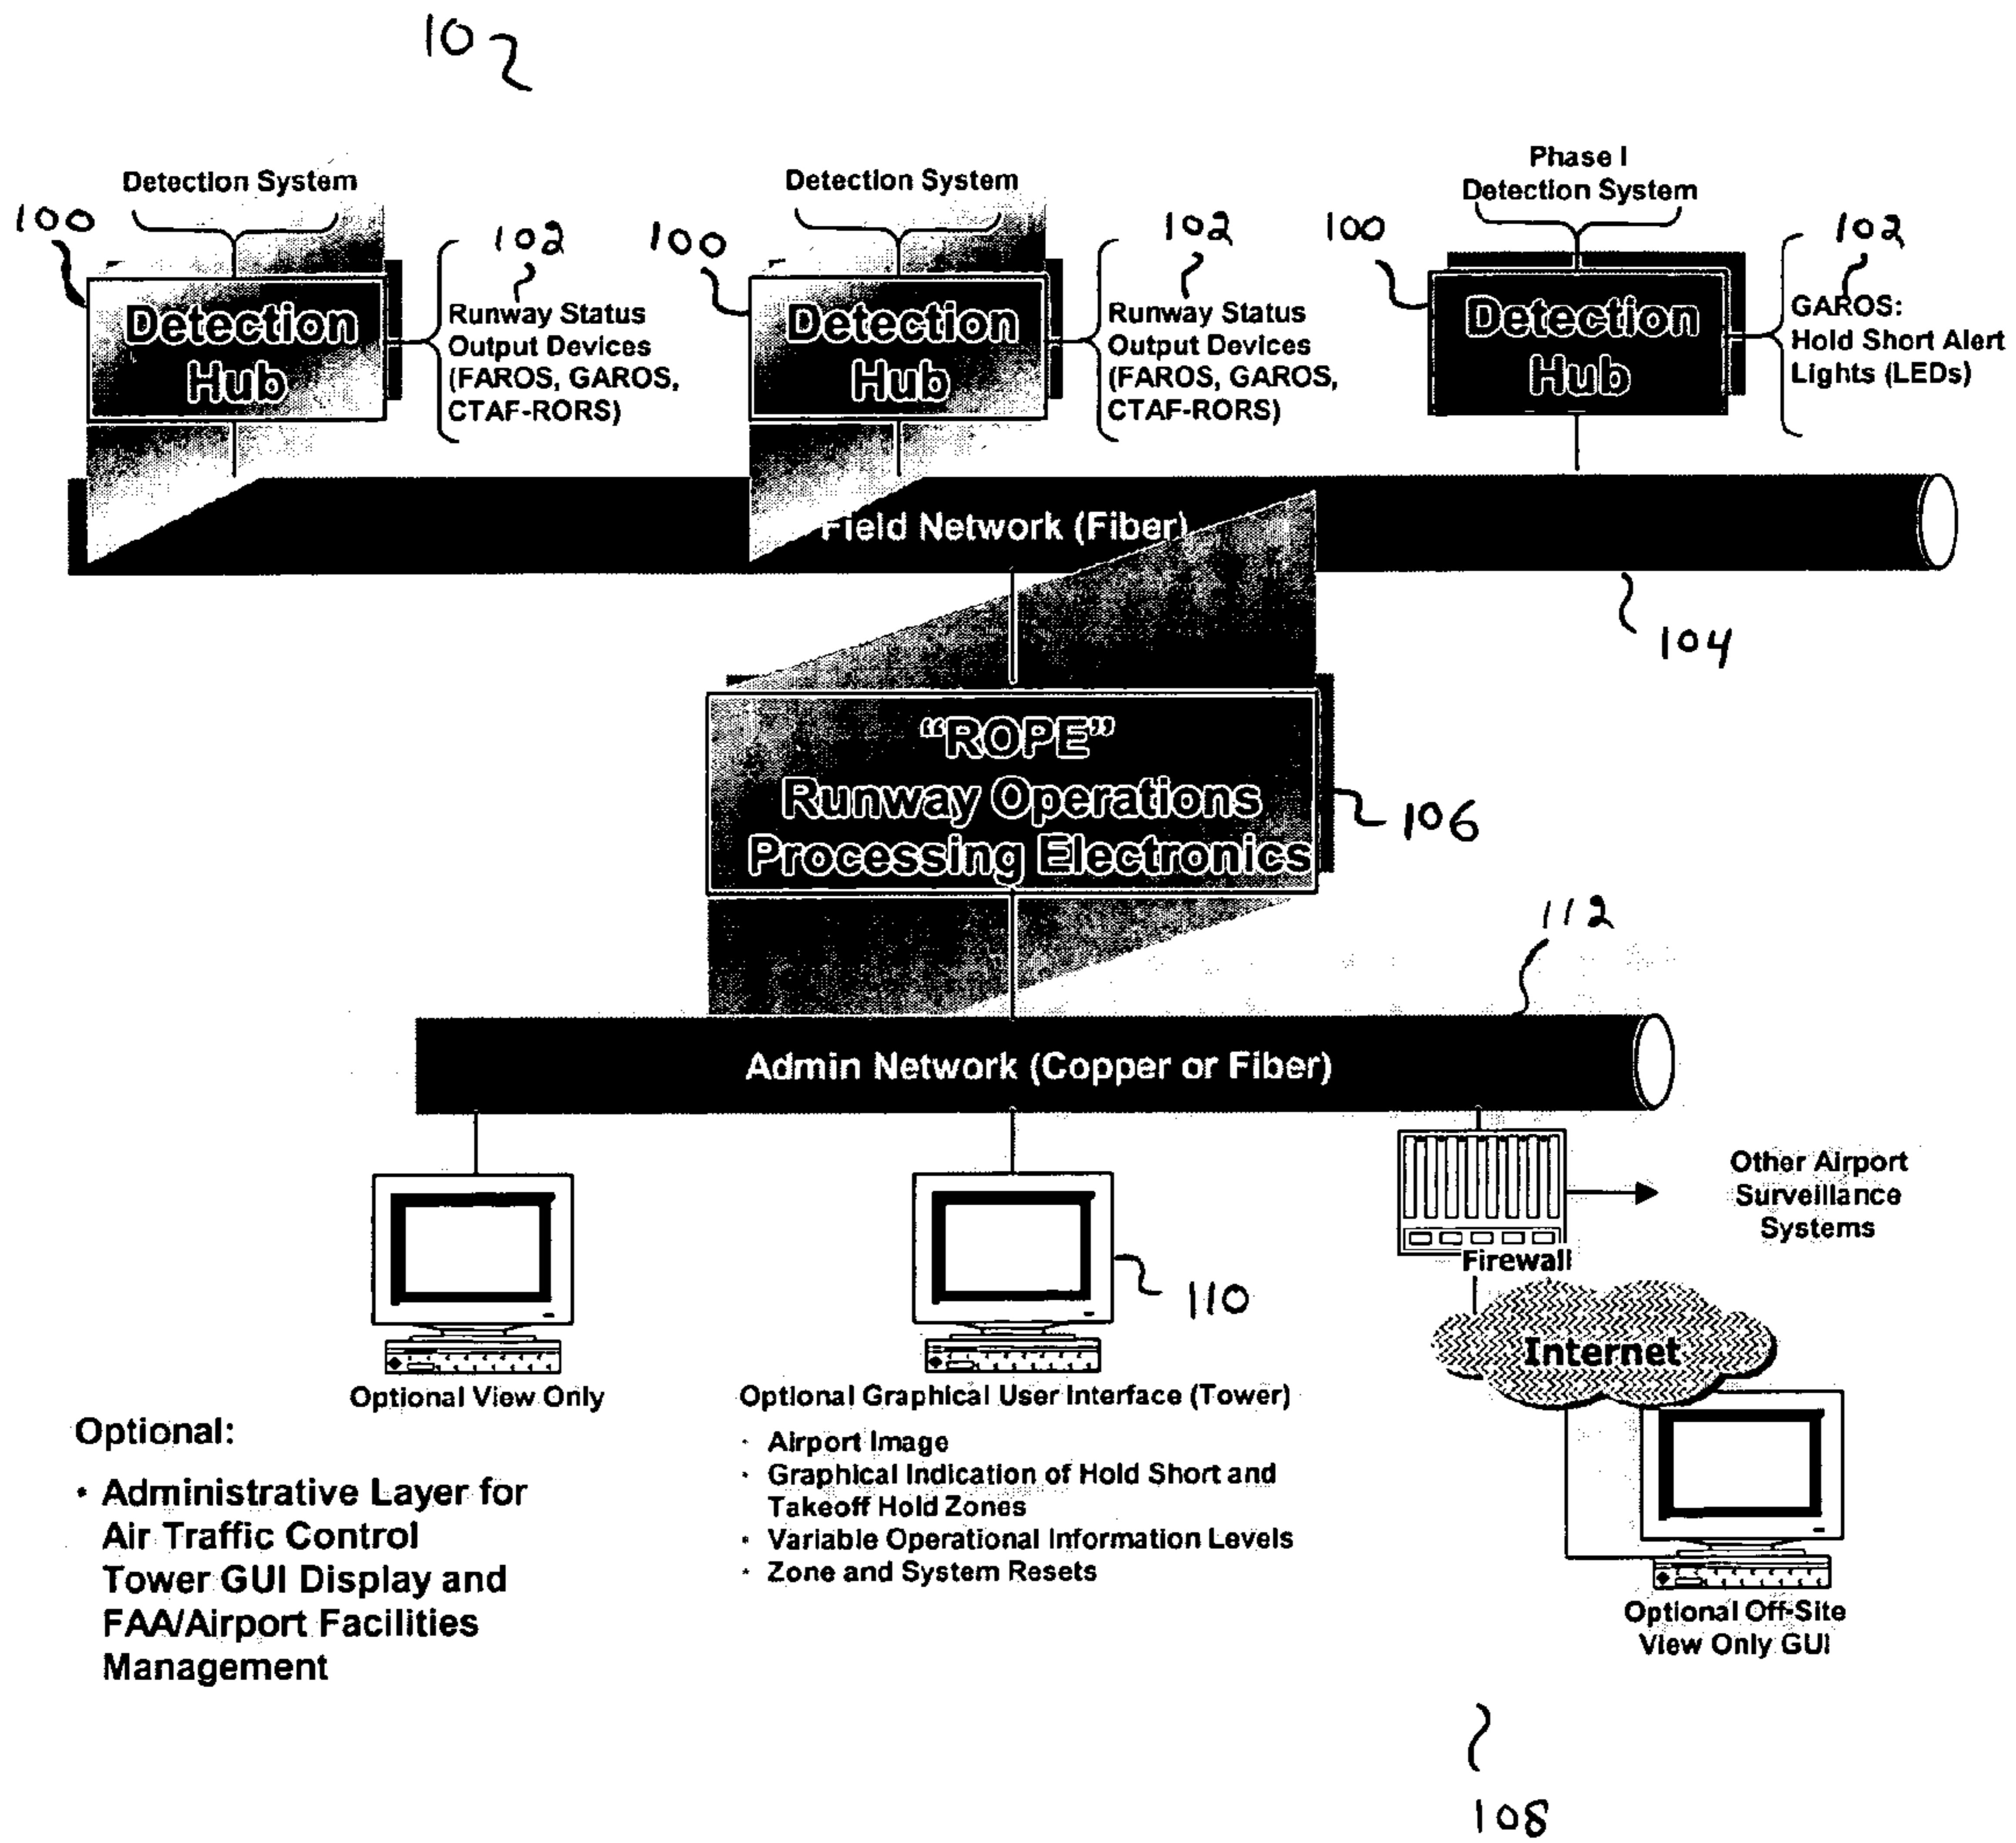 10
Detection System
100
102
Detection Hub
Runway Status
Output Devices
(FAROS, GAROS,
CTAF-RORS)
Detection System
100
102
Detection Hub
Runway Status
Output Devices
(FAROS, GAROS,
CTAF-RORS)
Phase I
Detection System
100
102
Detection Hub
GAROS:
Hold Short Alert
Lights (LEDs)
Field Network (Fiber)
104
“ROPE”
Runway Operations
Processing Electronics
106
112
Admin Network (Copper or Fiber)
Optional View Only
110
Optional Graphical User Interface (Tower)
· Airport Image
· Graphical Indication of Hold Short and
Takeoff Hold Zones
· Variable Operational Information Levels
· Zone and System Resets
Firewall
Other Airport
Surveillance
Systems
Internet
Optional Off-Site
View Only GUI
Optional:
• Administrative Layer for
Air Traffic Control
Tower GUI Display and
FAA/Airport Facilities
Management
108